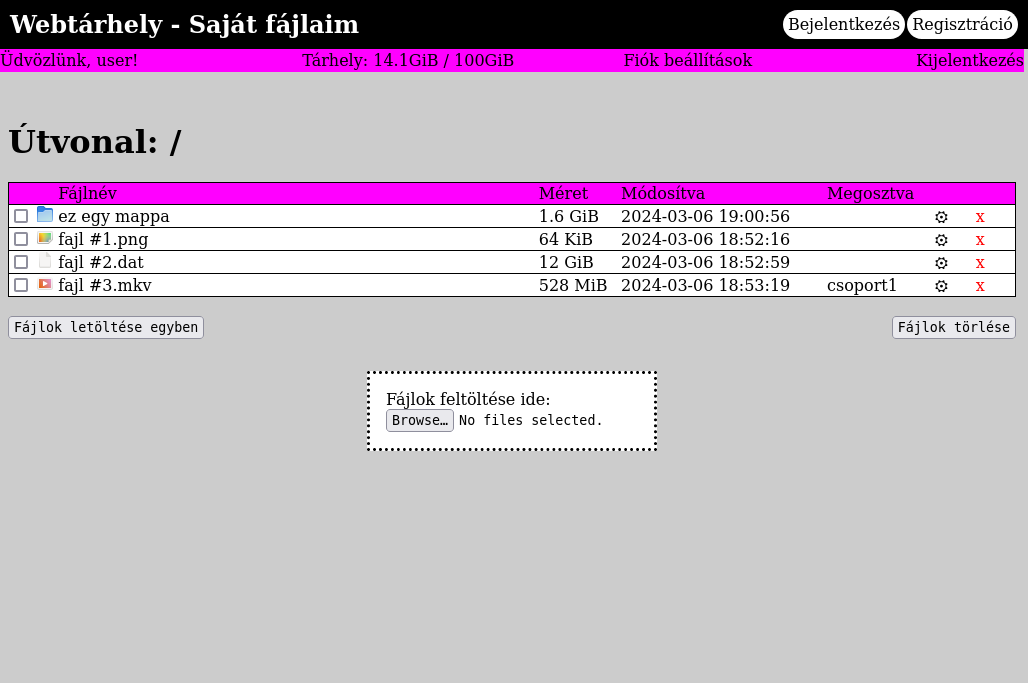 Webtárhely - Saját fájlaim Bejelentkezés Regisztráció
Üdvözlünk, user! Tárhely: 14.1GiB / 100GiB Fiók beállítások Kijelentkezés
Útvonal: /
Fájlnév Méret Módosítva Megosztva
ez egy mappa 1.6 GiB 2024-03-06 19:00:56 x
fajl #1.png 64 KiB 2024-03-06 18:52:16 x
fajl #2.dat 12 GiB 2024-03-06 18:52:59 x
fajl #3.mkv 528 MiB 2024-03-06 18:53:19 csoport1 x
Fájlok letöltése egyben Fájlok törlése
Fájlok feltöltése ide:
Browse… No files selected.